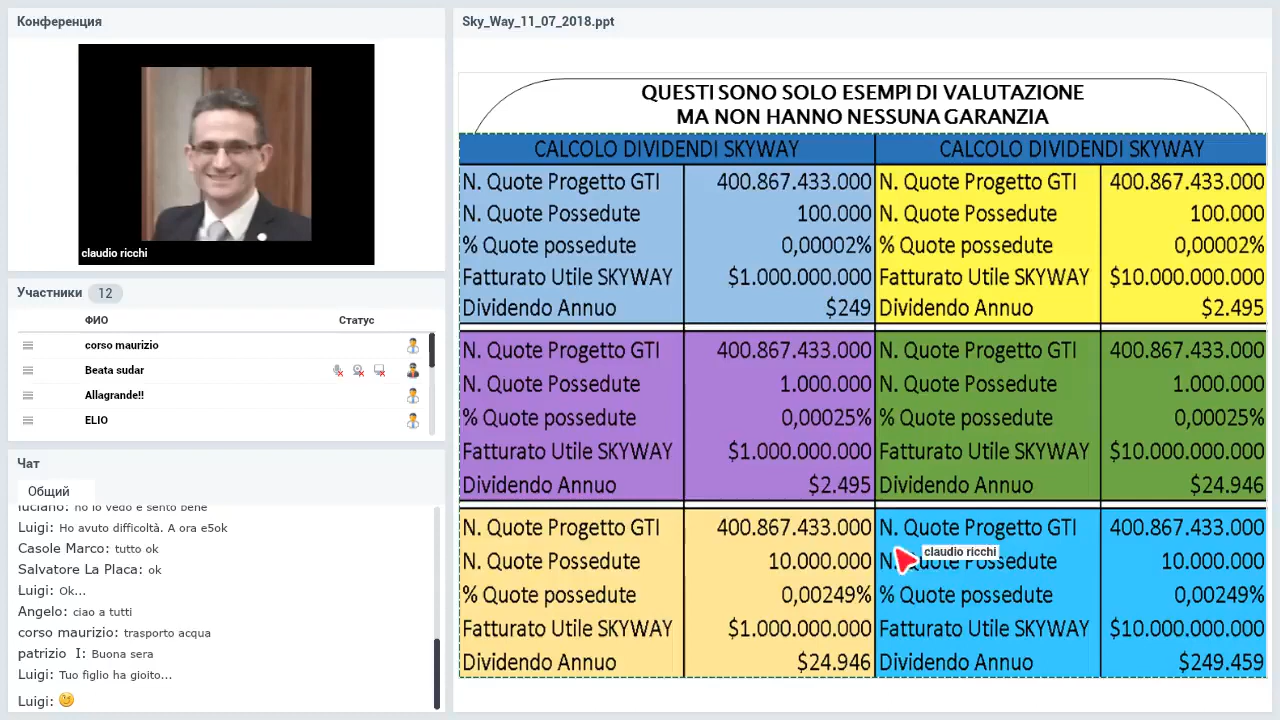 Конференция
claudio ricchi
Участники 12
ФИО Статус
corso maurizio
Beata sudar
Allagrande!!
ELIO
Чат
Общий
luciano: no lo vedo e sento bene
Luigi: Ho avuto difficoltà. A ora e5ok
Casole Marco: tutto ok
Salvatore La Placa: ok
Luigi: Ok...
Angelo: ciao a tutti
corso maurizio: trasporto acqua
patrizio I: Buona sera
Luigi: Tuo figlio ha gioito...
Luigi:
Sky_Way_11_07_2018.ppt
QUESTI SONO SOLO ESEMPI DI VALUTAZIONE
MA NON HANNO NESSUNA GARANZIA
CALCOLO DIVIDENDI SKYWAY CALCOLO DIVIDENDI SKYWAY
N. Quote Progetto GTI 400.867.433.000 N. Quote Progetto GTI 400.867.433.000
N. Quote Possedute 100.000 N. Quote Possedute 100.000
% Quote possedute 0,00002% % Quote possedute 0,00002%
Fatturato Utile SKYWAY $1.000.000.000 Fatturato Utile SKYWAY $10.000.000.000
Dividendo Annuo $249 Dividendo Annuo $2.495
N. Quote Progetto GTI 400.867.433.000 N. Quote Progetto GTI 400.867.433.000
N. Quote Possedute 1.000.000 N. Quote Possedute 1.000.000
% Quote possedute 0,00025% % Quote possedute 0,00025%
Fatturato Utile SKYWAY $1.000.000.000 Fatturato Utile SKYWAY $10.000.000.000
Dividendo Annuo $2.495 Dividendo Annuo $24.946
N. Quote Progetto GTI 400.867.433.000 N. Quote Progetto GTI 400.867.433.000
claudio ricchi
N. Quote Possedute 10.000.000 N. Quote Possedute 10.000.000
% Quote possedute 0,00249% % Quote possedute 0,00249%
Fatturato Utile SKYWAY $1.000.000.000 Fatturato Utile SKYWAY $10.000.000.000
Dividendo Annuo $24.946 Dividendo Annuo $249.459